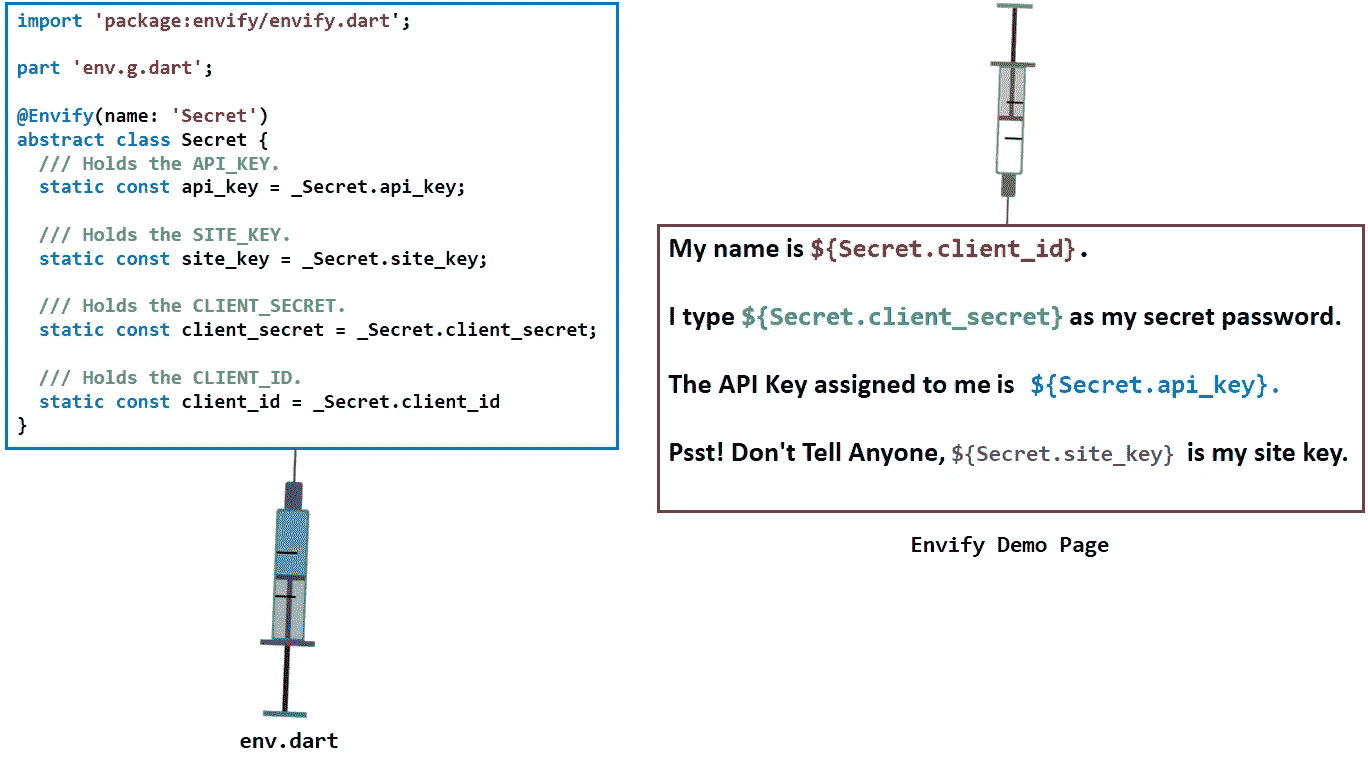 import 'package:envify/envify.dart';
part 'env.g.dart';
@Envify(name: 'Secret')
abstract class Secret {
  /// Holds the API_KEY.
  static const api_key = _Secret.api_key;
  /// Holds the SITE_KEY.
  static const site_key = _Secret.site_key;
  /// Holds the CLIENT_SECRET.
  static const client_secret = _Secret.client_secret;
  /// Holds the CLIENT_ID.
  static const client_id = _Secret.client_id
}
env.dart
My name is ${Secret.client_id}.
I type ${Secret.client_secret} as my secret password.
The API Key assigned to me is ${Secret.api_key}.
Psst! Don't Tell Anyone, ${Secret.site_key} is my site key.
Envify Demo Page